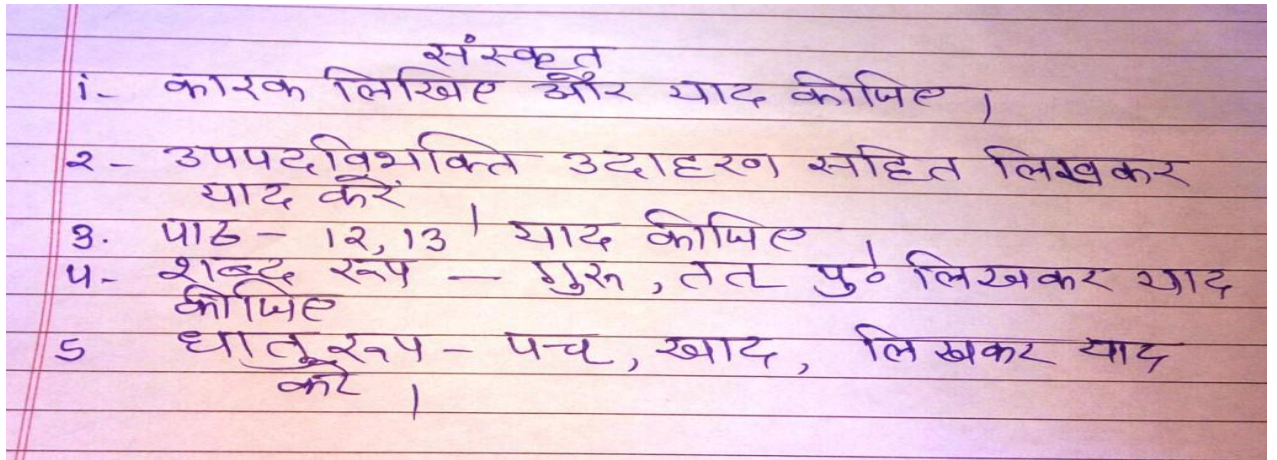 संस्कृत
1- कारक लिखिए और याद कीजिए ।
२- उपपदविभक्ति उदाहरण सहित लिखकर
याद करें ।
3. पाठ - 12, 13 याद कीजिए ।
4- शब्द रूप - गुरू, तत् पु० लिखकर याद
कीजिए
5 धातु रूप - पच, खाद, लिखकर याद
करे ।